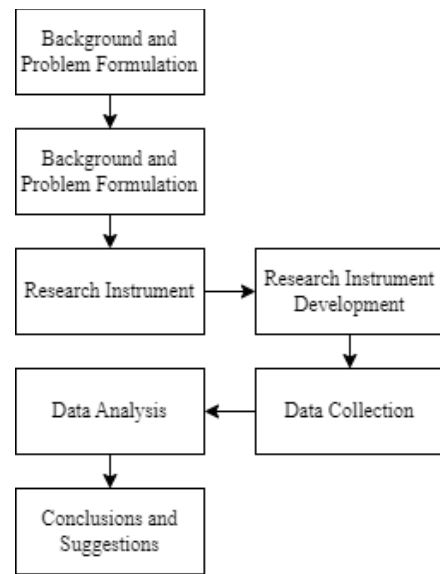 Background and
Problem Formulation
Background and
Problem Formulation
Research Instrument
Research Instrument
Development
Data Analysis
Data Collection
Conclusions and
Suggestions